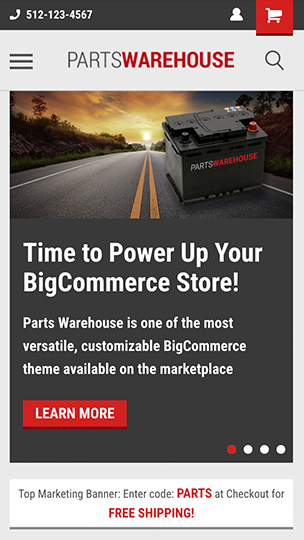 512-123-4567
PARTSWAREHOUSE
PARTSWAREHOUSE
Time to Power Up Your
BigCommerce Store!
Parts Warehouse is one of the most
versatile, customizable BigCommerce
theme available on the marketplace
LEARN MORE
Top Marketing Banner: Enter code: PARTS at Checkout for
FREE SHIPPING!